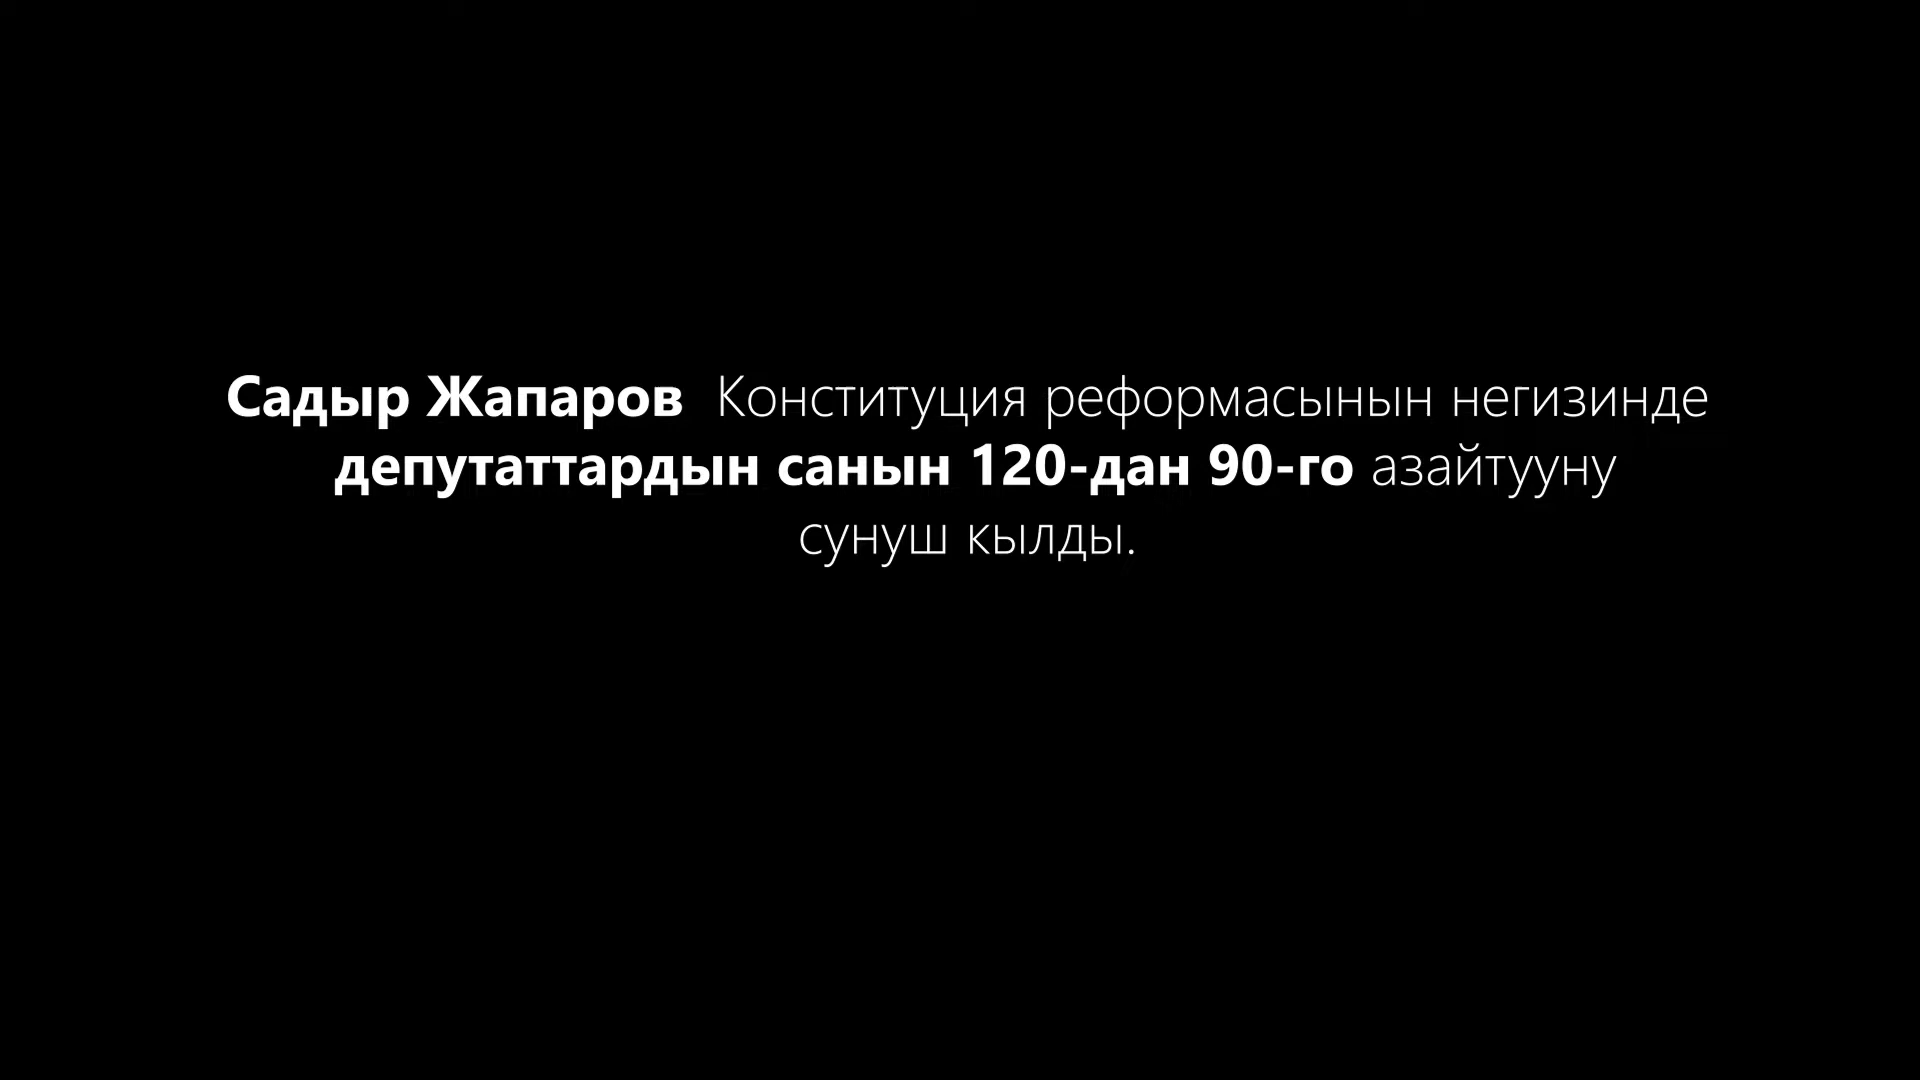 Садыр Жапаров Конституция реформасынын негизинде
депутаттардын санын 120-дан 90-го азайтууну
сунуш кылды.